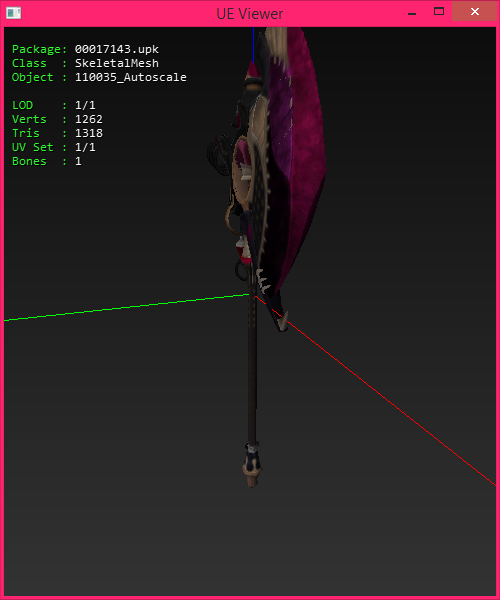 UE Viewer
Package: 00017143.upk
Class  : SkeletalMesh
Object : 110035_Autoscale
LOD    : 1/1
Verts  : 1262
Tris   : 1318
UV Set : 1/1
Bones  : 1